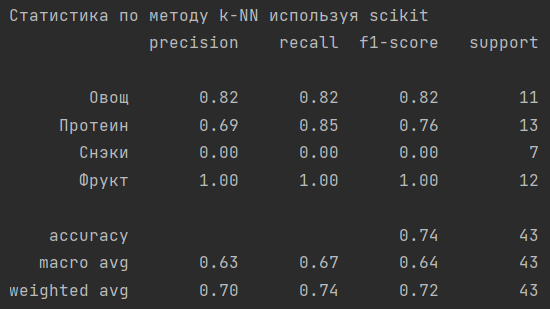 Статистика по методу k-NN используя scikit
precision recall f1-score support
Овощ 0.82 0.82 0.82 11
Протеин 0.69 0.85 0.76 13
Снэки 0.00 0.00 0.00 7
Фрукт 1.00 1.00 1.00 12
accuracy 0.74 43
macro avg 0.63 0.67 0.64 43
weighted avg 0.70 0.74 0.72 43